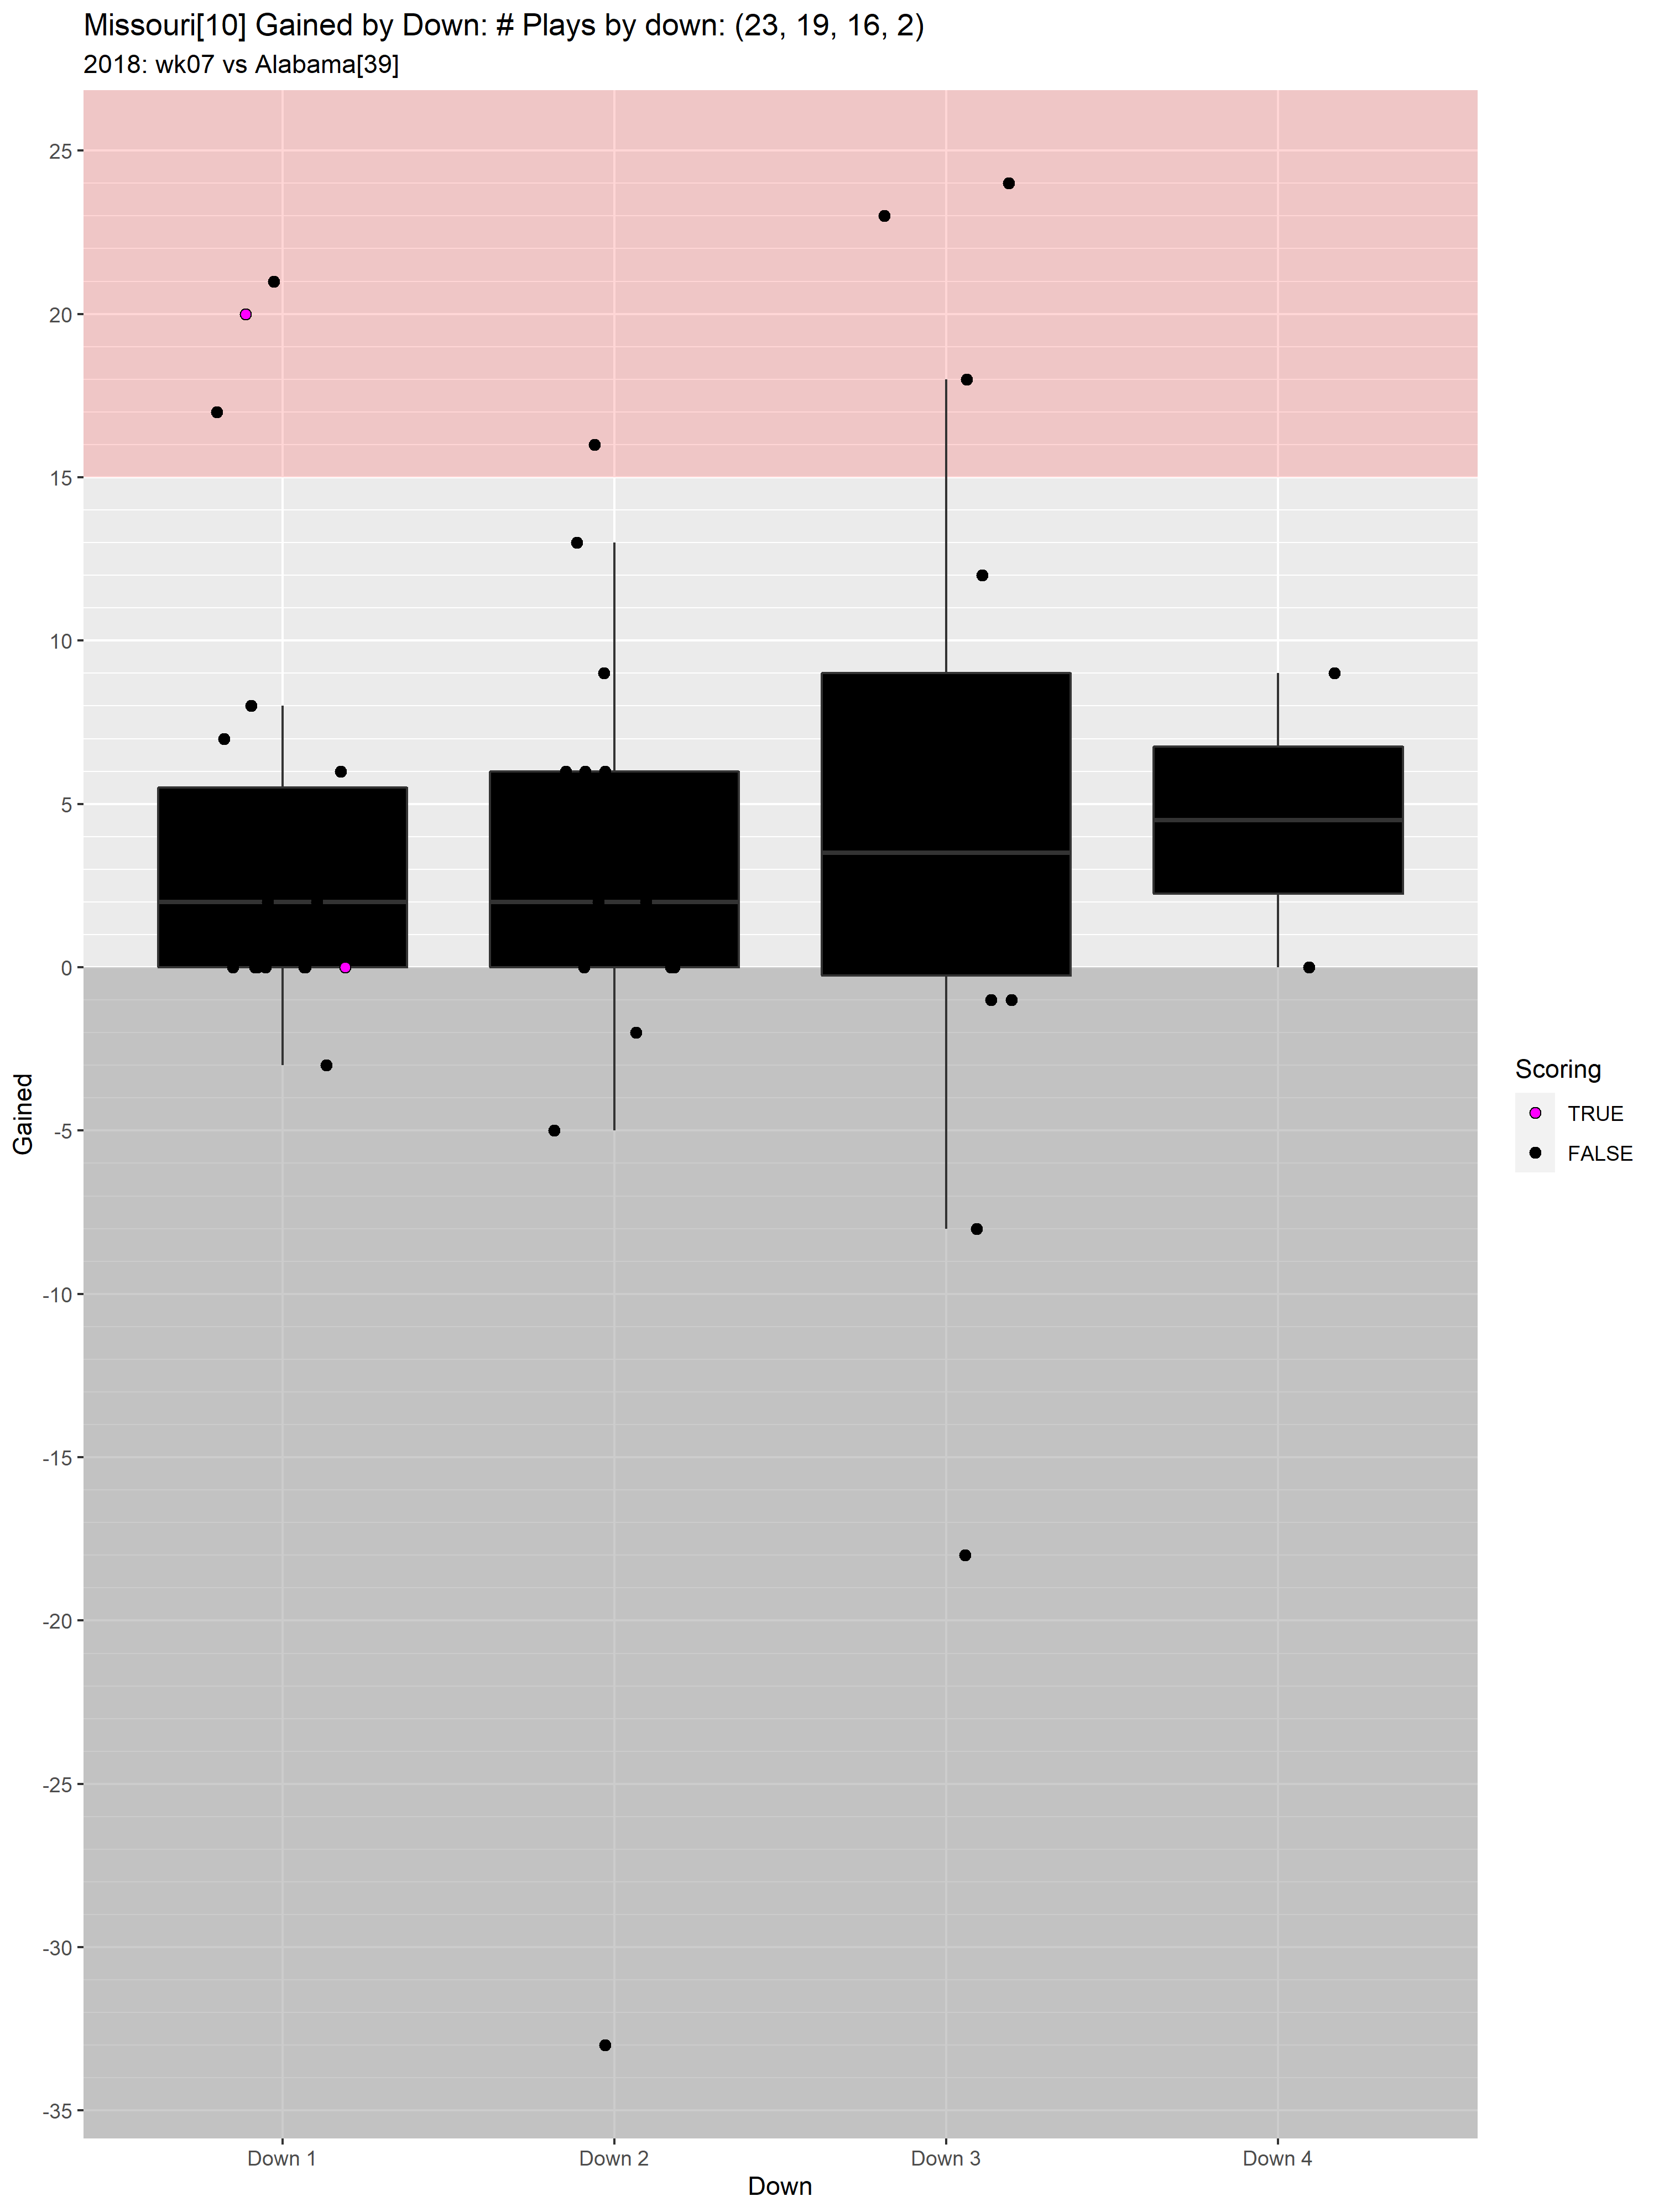 Missouri[10] Gained by Down: # Plays by down: (23, 19, 16, 2)
2018: wk07 vs Alabama[39]
25
20
15
10
5
0
-5
-10
-15
-20
-25
-30
-35
Gained
Down 1
Down 2
Down 3
Down 4
Down
Scoring
TRUE
FALSE